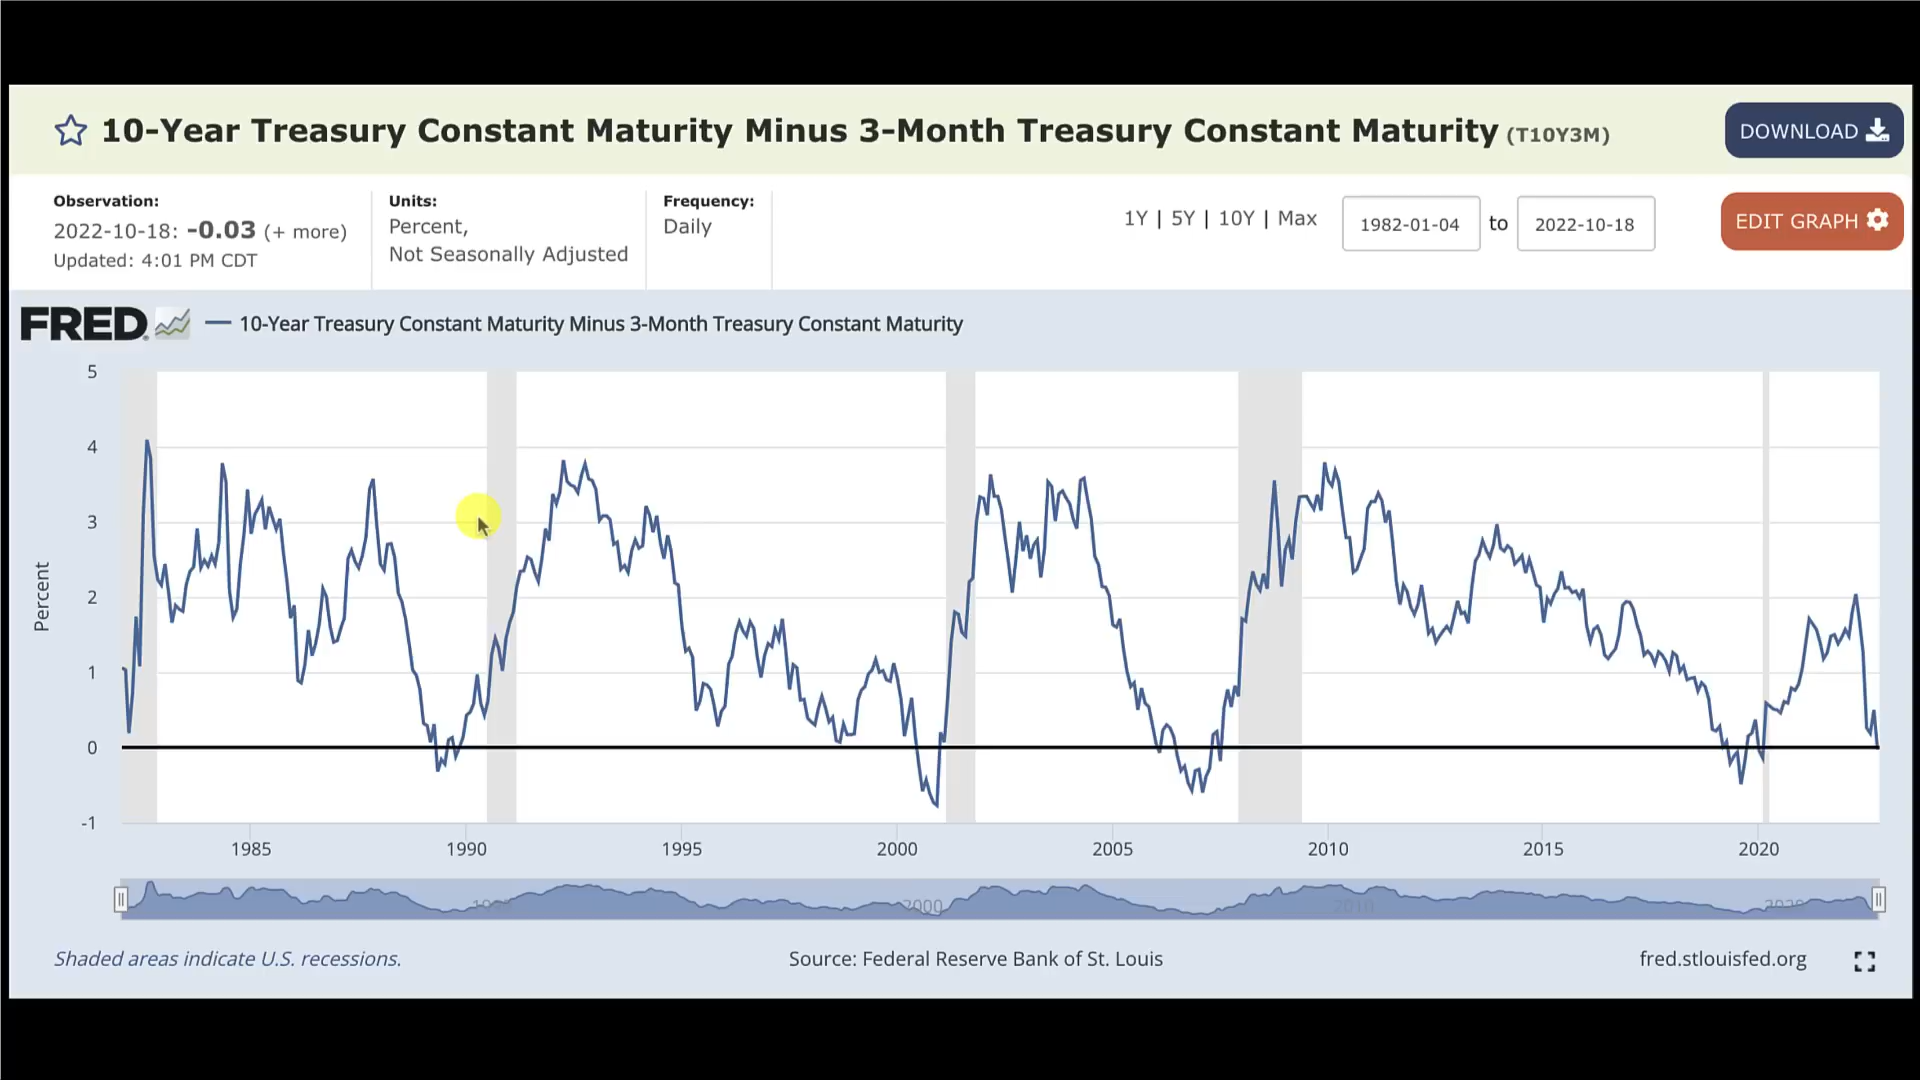 10-Year Treasury Constant Maturity Minus 3-Month Treasury Constant Maturity (T10Y3M)
DOWNLOAD
Observation:
2022-10-18: -0.03 (+ more)
Updated: 4:01 PM CDT
Units:
Percent,
Not Seasonally Adjusted
Frequency:
Daily
1Y | 5Y | 10Y | Max
1982-01-04 to 2022-10-18
EDIT GRAPH
FRED
10-Year Treasury Constant Maturity Minus 3-Month Treasury Constant Maturity
Percent
5
4
3
2
1
0
-1
1985 1990 1995 2000 2005 2010 2015 2020
1990 2000 2010 2020
Shaded areas indicate U.S. recessions.
Source: Federal Reserve Bank of St. Louis
fred.stlouisfed.org